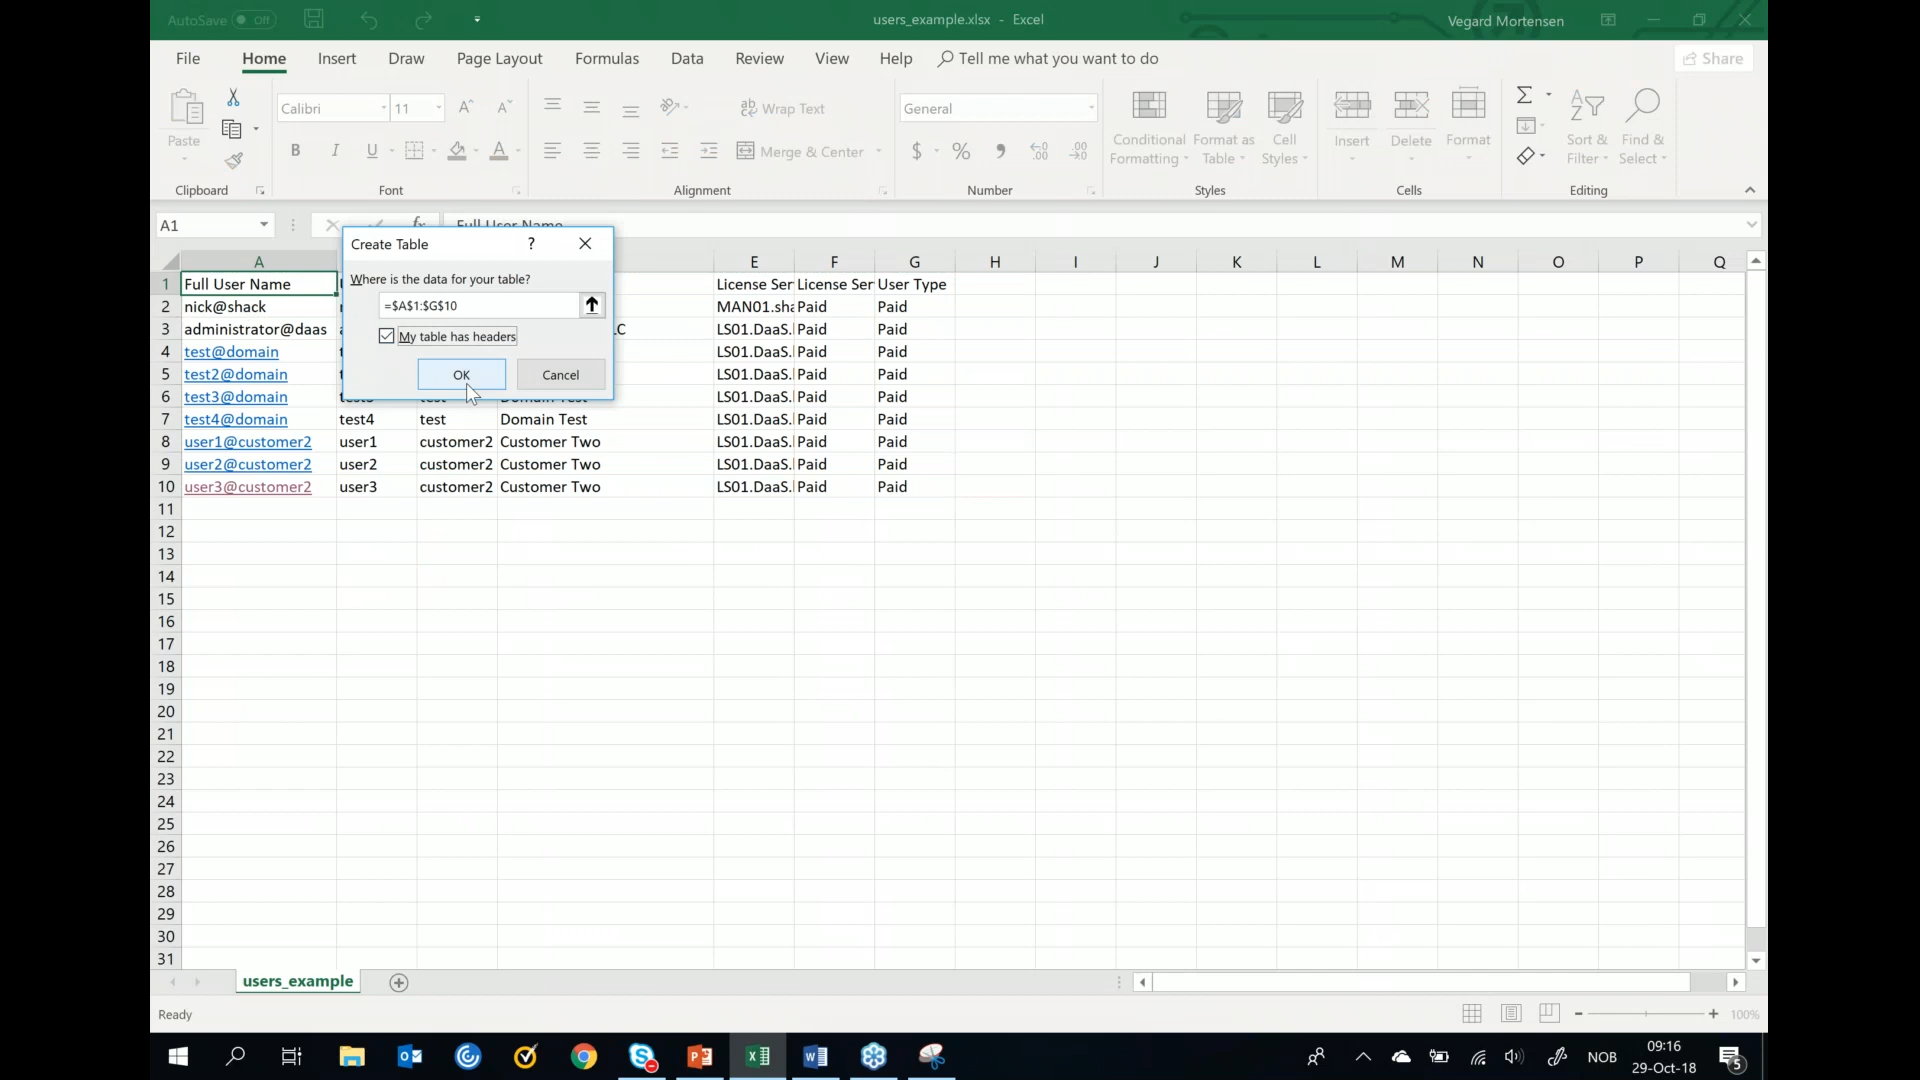 AutoSave Off
users_example.xlsx - Excel
Vegard Mortensen
File Home Insert Draw Page Layout Formulas Data Review View Help Tell me what you want to do Share
Paste
Calibri 11
Wrap Text
Merge & Center
General
Conditional Formatting
Format as Table
Cell Styles
Insert
Delete
Format
Sort & Filter
Find & Select
Clipboard Font Alignment Number Styles Cells Editing
A1
Full User Name
Create Table ?
Where is the data for your table?
=$A$1:$G$10
My table has headers
OK Cancel
A E F G H I J K L M N O P Q
1 Full User Name License Ser License Ser User Type
2 nick@shack MAN01.sha Paid Paid
3 administrator@daas LC LS01.DaaS. Paid Paid
4 test@domain LS01.DaaS. Paid Paid
5 test2@domain LS01.DaaS. Paid Paid
6 test3@domain test3 test Domain Test LS01.DaaS. Paid Paid
7 test4@domain test4 test Domain Test LS01.DaaS. Paid Paid
8 user1@customer2 user1 customer2 Customer Two LS01.DaaS. Paid Paid
9 user2@customer2 user2 customer2 Customer Two LS01.DaaS. Paid Paid
10 user3@customer2 user3 customer2 Customer Two LS01.DaaS. Paid Paid
11
12
13
14
15
16
17
18
19
20
21
22
23
24
25
26
27
28
29
30
31
users_example
Ready
100%
NOB
09:16
29-Oct-18
5